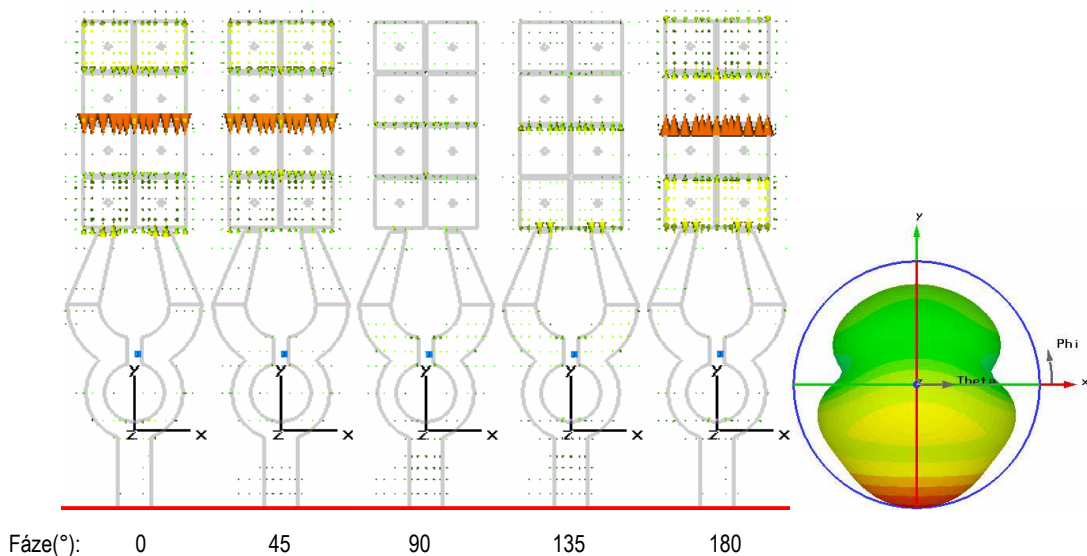 y
Phi
Theta
x
Y Y Y Y Y
Z X Z X Z X Z X Z X
Fáze(°): 0 45 90 135 180